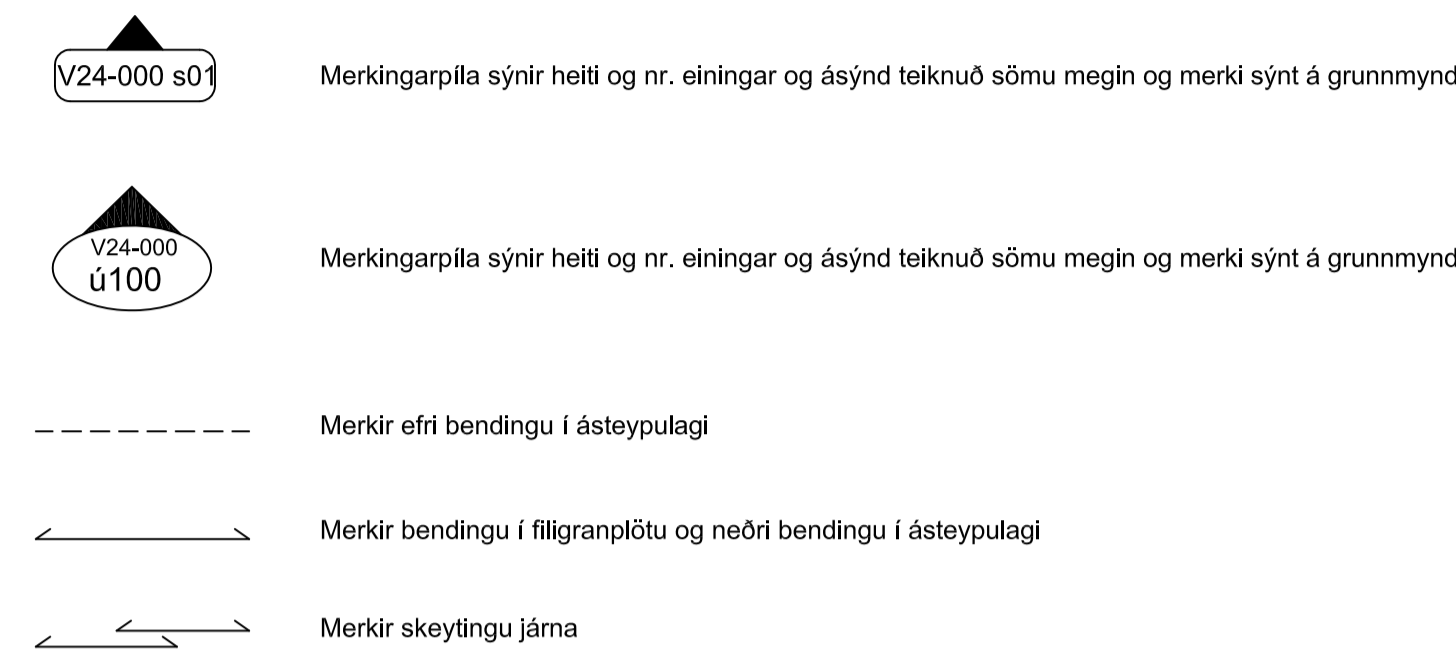 V24-000 s01
Merkingarpíla sýnir heiti og nr. einingar og ásýnd teiknuð sömu megin og merki sýnt á grunnmynd
V24-000
ú100
Merkingarpíla sýnir heiti og nr. einingar og ásýnd teiknuð sömu megin og merki sýnt á grunnmynd
Merkir efri bendingu í ásteypulagi
Merkir bendingu í filigranplötu og neðri bendingu í ásteypulagi
Merkir skeytingu járna